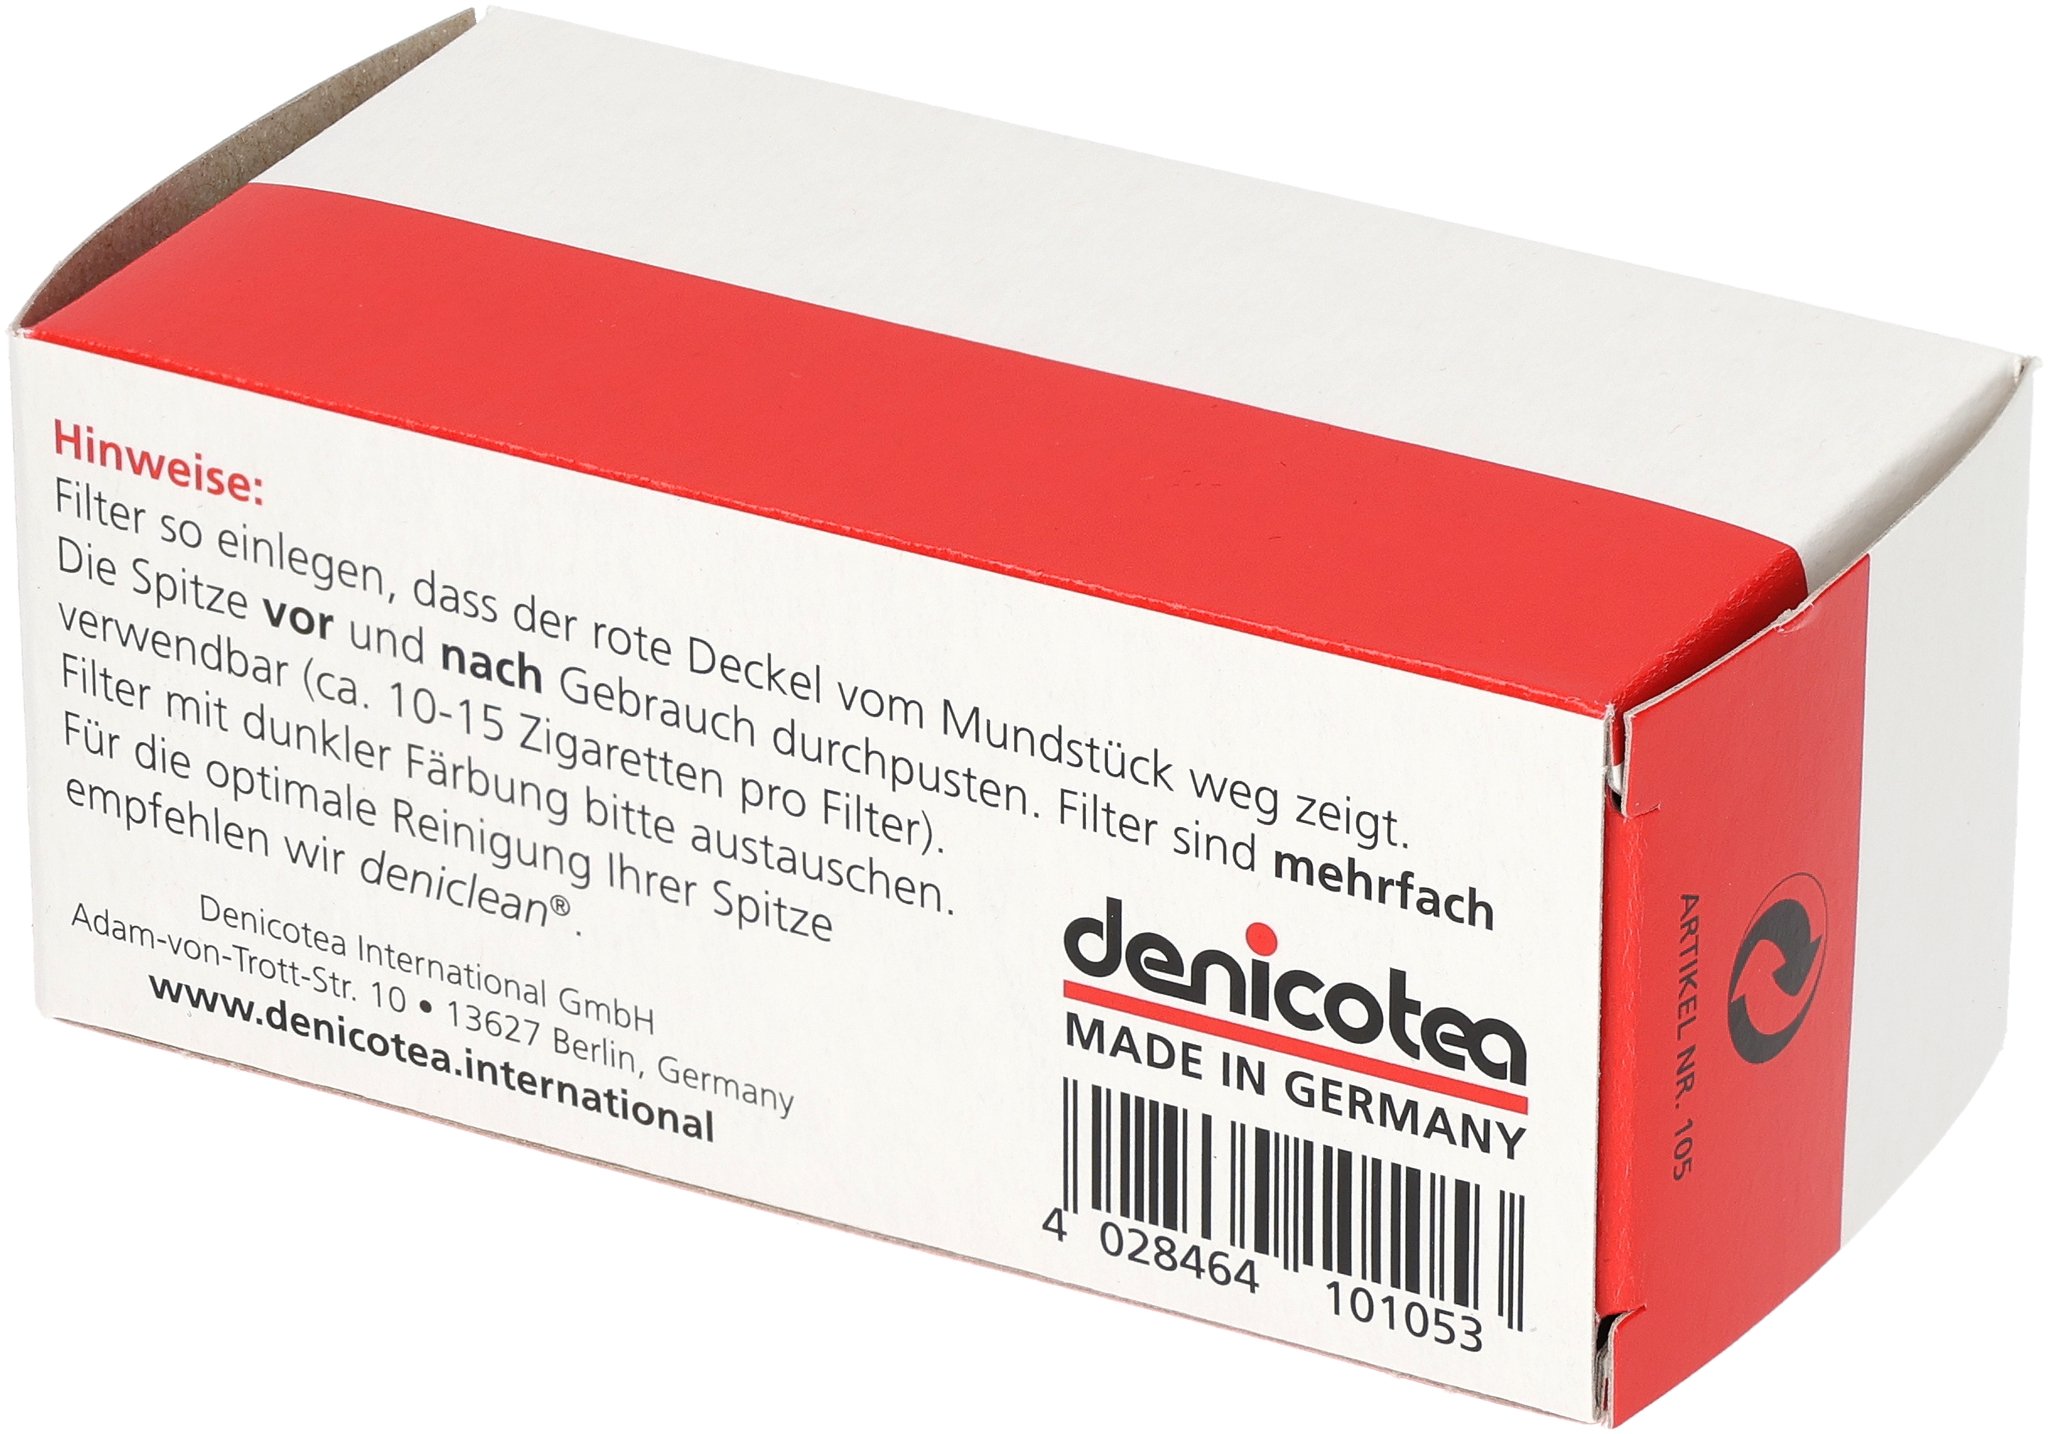 Hinweise:
Filter so einlegen, dass der rote Deckel vom Mundstück weg zeigt.
Die Spitze vor und nach Gebrauch durchpusten. Filter sind mehrfach
verwendbar (ca. 10-15 Zigaretten pro Filter).
Filter mit dunkler Färbung bitte austauschen.
Für die optimale Reinigung Ihrer Spitze
empfehlen wir deniclean®.
Denicotea International GmbH
Adam-von-Trott-Str. 10 • 13627 Berlin, Germany
www.denicotea.international
denicotea
MADE IN GERMANY
4 028464 101053
ARTIKEL NR. 105